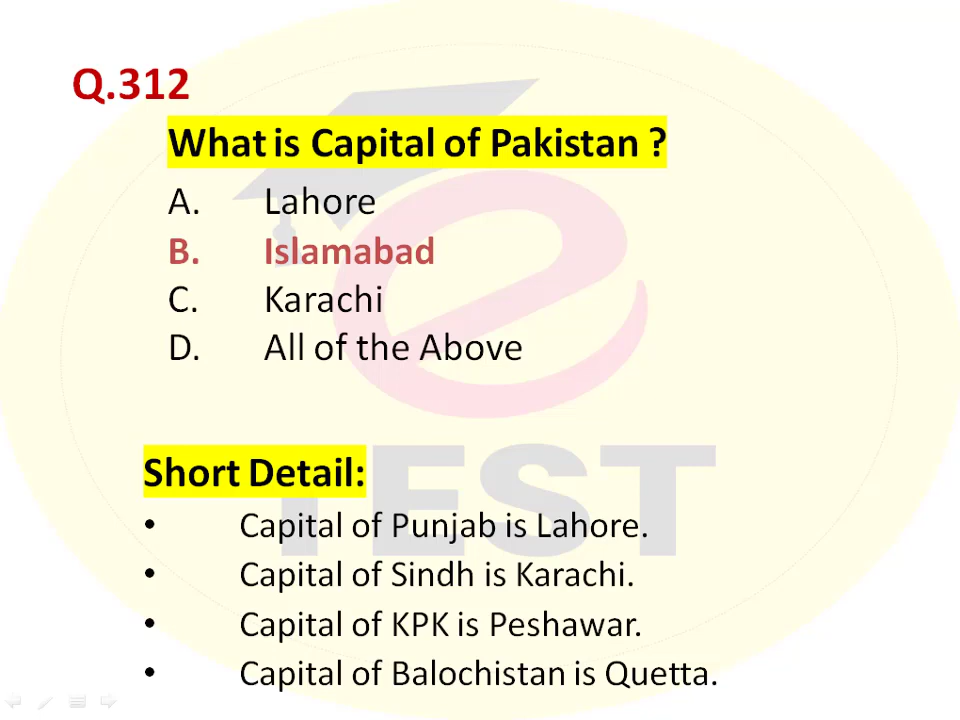 Q.312
What is Capital of Pakistan ?
A. Lahore
B. Islamabad
C. Karachi
D. All of the Above
e
TEST
Short Detail:
• Capital of Punjab is Lahore.
• Capital of Sindh is Karachi.
• Capital of KPK is Peshawar.
• Capital of Balochistan is Quetta.